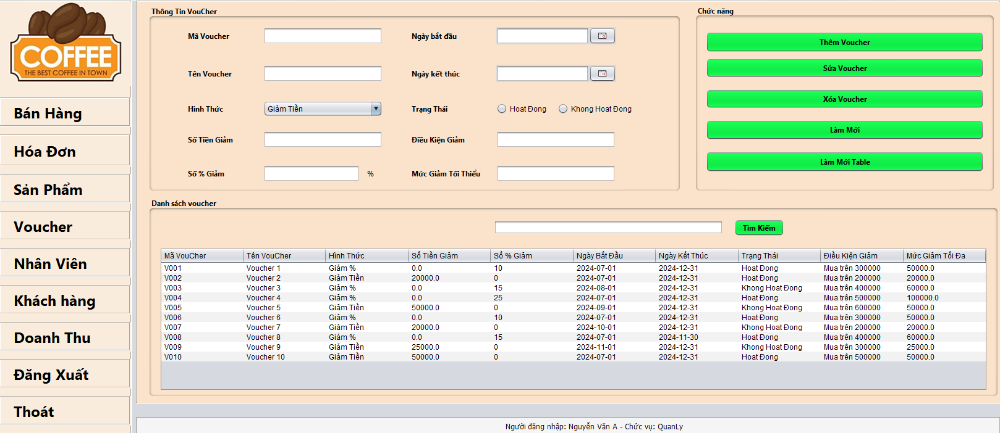 COFFEE
THE BEST COFFEE IN TOWN
Bán Hàng
Hóa Đơn
Sản Phẩm
Voucher
Nhân Viên
Khách hàng
Doanh Thu
Đăng Xuất
Thoát
Thông Tin VouCher
Mã Voucher
Ngày bắt đầu
Tên Voucher
Ngày kết thúc
Hình Thức Giảm Tiền
Trạng Thái Hoat Đong Khong Hoat Đong
Số Tiền Giảm
Điều Kiện Giảm
Số % Giảm %
Mức Giảm Tối Thiểu
Chức năng
Thêm Voucher
Sửa Voucher
Xóa Voucher
Làm Mới
Làm Mới Table
Danh sách voucher
Tìm Kiếm
Mã VouCher Tên VouCher Hình Thức Số Tiền Giảm Số % Giảm Ngày Bắt Đầu Ngày Kết Thúc Trạng Thái Điều Kiện Giảm Mức Giảm Tối Đa
V001 Voucher 1 Giảm % 0.0 10 2024-07-01 2024-12-31 Hoat Đong Mua trên 300000 50000.0
V002 Voucher 2 Giảm Tiền 20000.0 0 2024-07-01 2024-12-31 Hoat Đong Mua trên 200000 20000.0
V003 Voucher 3 Giảm % 0.0 15 2024-08-01 2024-12-31 Khong Hoat Đong Mua trên 400000 60000.0
V004 Voucher 4 Giảm % 0.0 25 2024-07-01 2024-12-31 Hoat Đong Mua trên 500000 100000.0
V005 Voucher 5 Giảm Tiền 50000.0 0 2024-09-01 2024-12-31 Khong Hoat Đong Mua trên 600000 50000.0
V006 Voucher 6 Giảm % 0.0 10 2024-07-01 2024-12-31 Hoat Đong Mua trên 300000 50000.0
V007 Voucher 7 Giảm Tiền 20000.0 0 2024-10-01 2024-12-31 Khong Hoat Đong Mua trên 200000 20000.0
V008 Voucher 8 Giảm % 0.0 15 2024-07-01 2024-11-30 Hoat Đong Mua trên 400000 60000.0
V009 Voucher 9 Giảm Tiền 25000.0 0 2024-11-01 2024-12-31 Khong Hoat Đong Mua trên 300000 25000.0
V010 Voucher 10 Giảm Tiền 50000.0 0 2024-07-01 2024-12-31 Hoat Đong Mua trên 500000 50000.0
Người đăng nhập: Nguyễn Văn A - Chức vụ: QuanLy